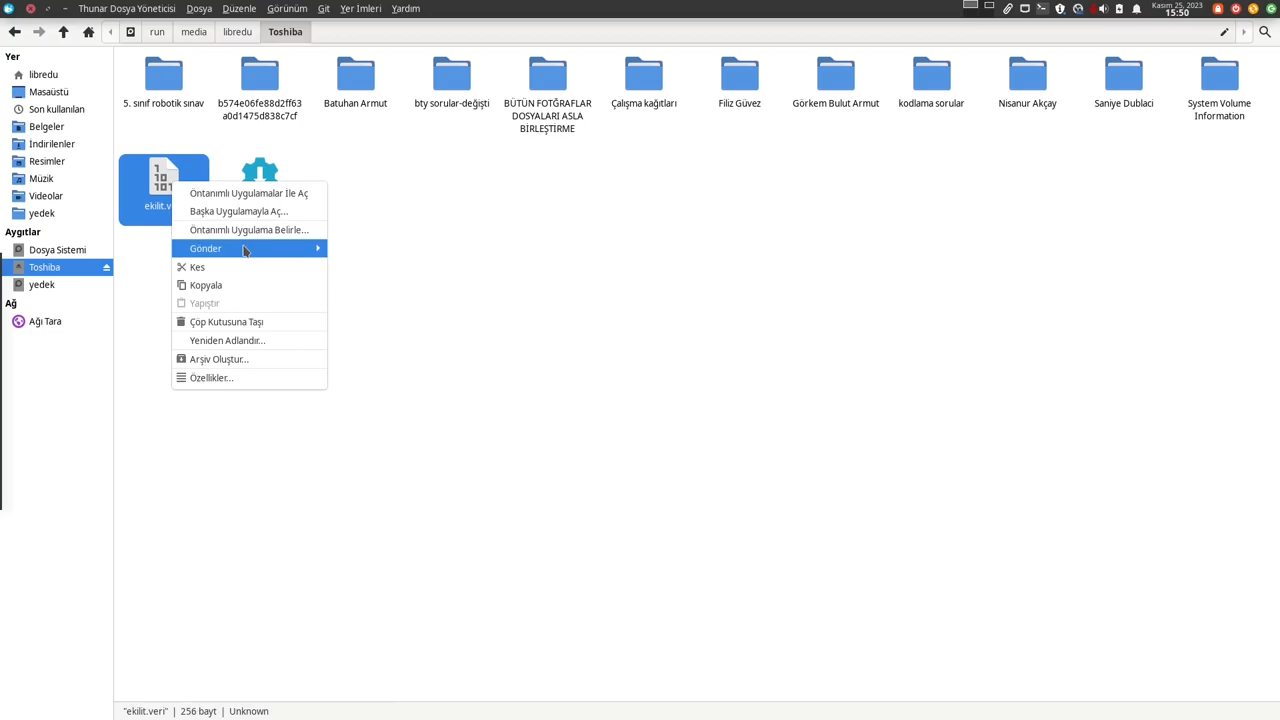 Thunar Dosya Yöneticisi Dosya Düzenle Görünüm Git Yer İmleri Yardım
Kasım 25, 2023
15:50
run media libredu Toshiba
Yer
libredu
Masaüstü
Son kullanılan
Belgeler
İndirilenler
Resimler
Müzik
Videolar
yedek
Aygıtlar
Dosya Sistemi
Toshiba
yedek
Ağ
Ağı Tara
5. sınıf robotik sınav
b574e06fe88d2ff63
a0d1475d838c7cf
Batuhan Armut
bty sorular-değişti
BÜTÜN FOTĞRAFLAR
DOSYALARI ASLA
BİRLEŞTİRME
Çalışma kağıtları
Filiz Güvez
Görkem Bulut Armut
kodlama sorular
Nisanur Akçay
Saniye Dublaci
System Volume
Information
ekilit.v
Öntanımlı Uygulamalar İle Aç
Başka Uygulamayla Aç...
Öntanımlı Uygulama Belirle...
Gönder
Kes
Kopyala
Yapıştır
Çöp Kutusuna Taşı
Yeniden Adlandır...
Arşiv Oluştur...
Özellikler...
"ekilit.veri" | 256 bayt | Unknown